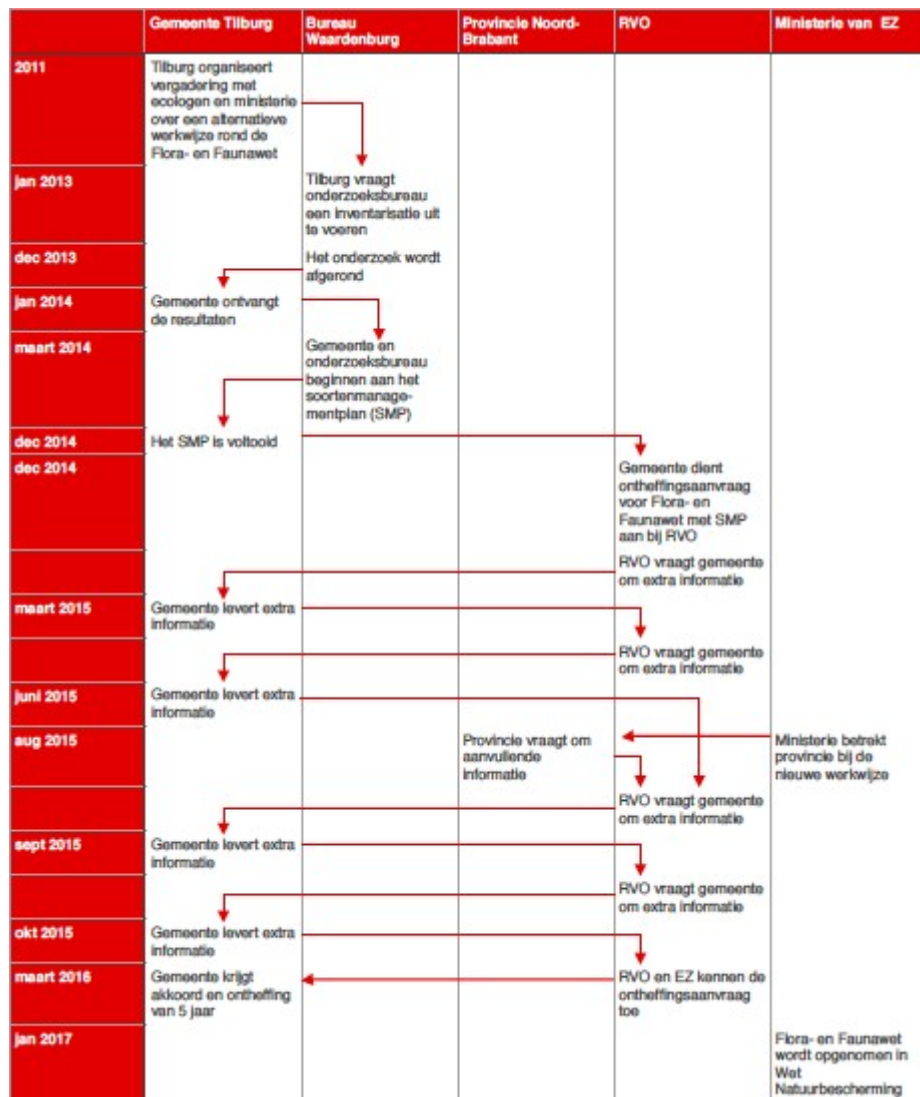 Gemeente Tilburg
Bureau
Waardenburg
Provincie Noord-
Brabant
RVO
Ministerie van EZ
2011
Tilburg organiseert
vergadering met
ecologen en ministerie
over een alternatieve
werkwijze rond de
Flora- en Faunawet
jan 2013
Tilburg vraagt
onderzoeksbureau
een inventarisatie uit
te voeren
dec 2013
Het onderzoek wordt
afgerond
jan 2014
Gemeente ontvangt
de resultaten
maart 2014
Gemeente en
onderzoeksbureau
beginnen aan het
soortenmanage-
mentplan (SMP)
dec 2014
Het SMP is voltooid
dec 2014
Gemeente dient
ontheffingsaanvraag
voor Flora- en
Faunawet met SMP
aan bij RVO
RVO vraagt gemeente
om extra informatie
maart 2015
Gemeente levert extra
informatie
RVO vraagt gemeente
om extra informatie
juni 2015
Gemeente levert extra
informatie
aug 2015
Provincie vraagt om
aanvullende
informatie
Ministerie betrekt
provincie bij de
nieuwe werkwijze
RVO vraagt gemeente
om extra informatie
sept 2015
Gemeente levert extra
informatie
RVO vraagt gemeente
om extra informatie
okt 2015
Gemeente levert extra
informatie
maart 2016
Gemeente krijgt
akkoord en ontheffing
van 5 jaar
RVO en EZ kennen de
ontheffingsaanvraag
toe
jan 2017
Flora- en Faunawet
wordt opgenomen in
Wet
Natuurbescherming